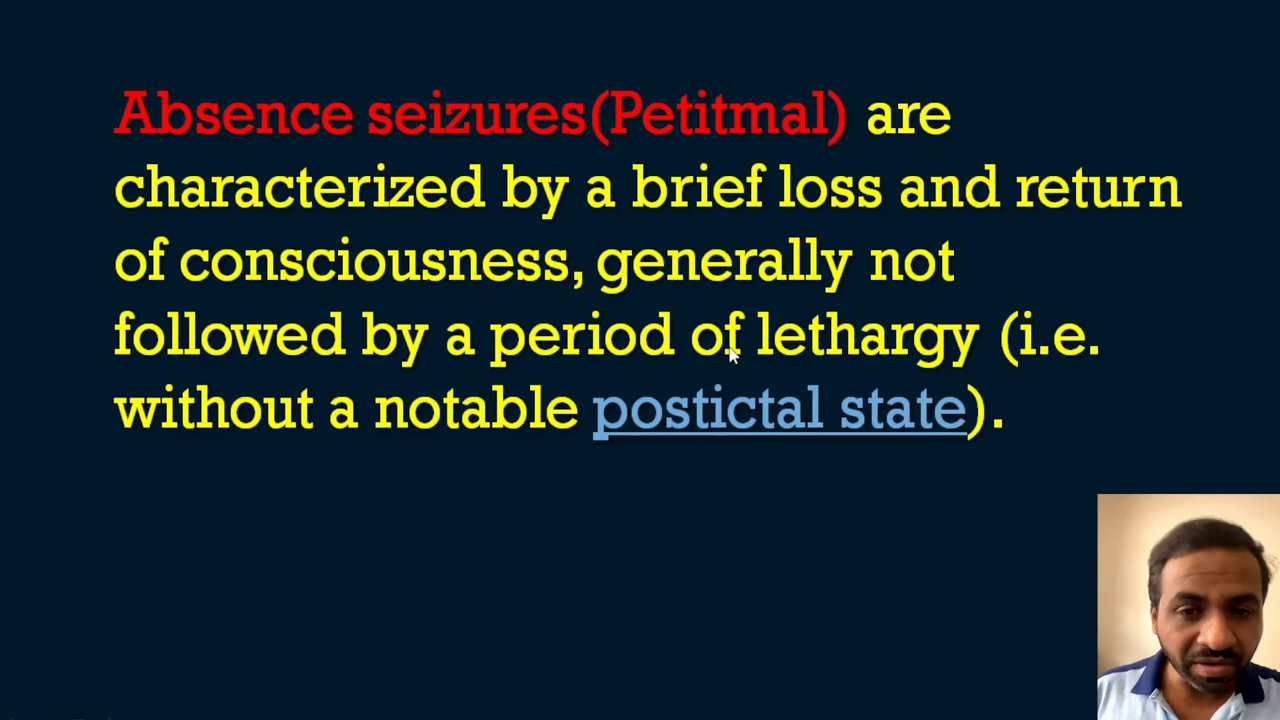 Absence seizures(Petitmal) are
characterized by a brief loss and return
of consciousness, generally not
followed by a period of lethargy (i.e.
without a notable postictal state).